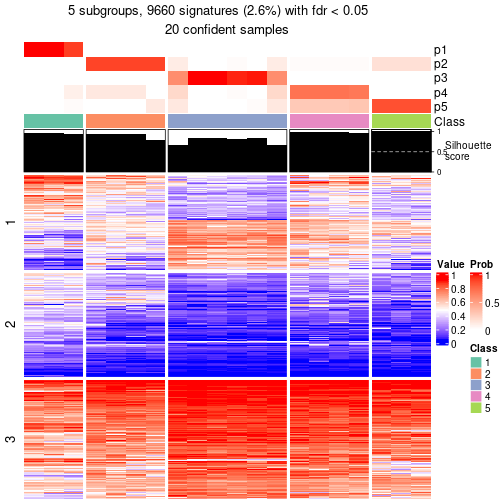 5 subgroups, 9660 signatures (2.6%) with fdr < 0.05
20 confident samples
p1
p2
p3
p4
p5
Class
1
0.5
0
Silhouette
score
1
2
3
Value
1
0.8
0.6
0.4
0.2
0
Prob
1
0.5
0
Class
1
2
3
4
5